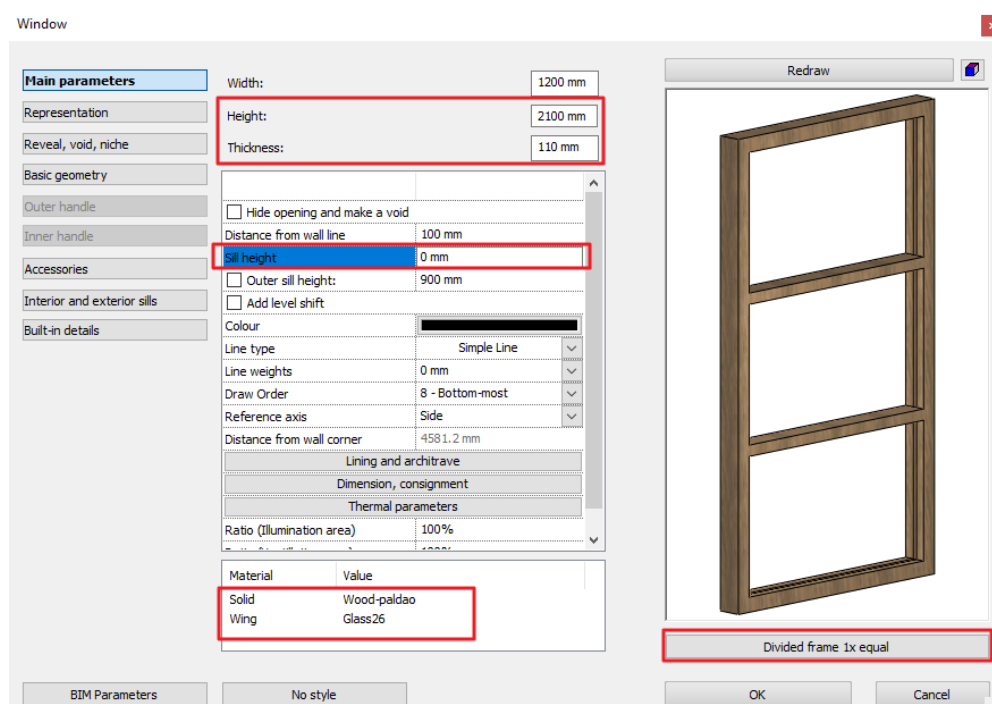 Window
x
Main parameters
Representation
Reveal, void, niche
Basic geometry
Outer handle
Inner handle
Accessories
Interior and exterior sills
Built-in details
Width: 1200 mm
Height: 2100 mm
Thickness: 110 mm
Hide opening and make a void
Distance from wall line 100 mm
Sill height 0 mm
Outer sill height: 900 mm
Add level shift
Colour
Line type Simple Line
Line weights 0 mm
Draw Order 8 - Bottom-most
Reference axis Side
Distance from wall corner 4581.2 mm
Lining and architrave
Dimension, consignment
Thermal parameters
Ratio (Illumination area) 100%
Material Value
Solid Wood-paldao
Wing Glass26
Redraw
Divided frame 1x equal
BIM Parameters No style OK Cancel